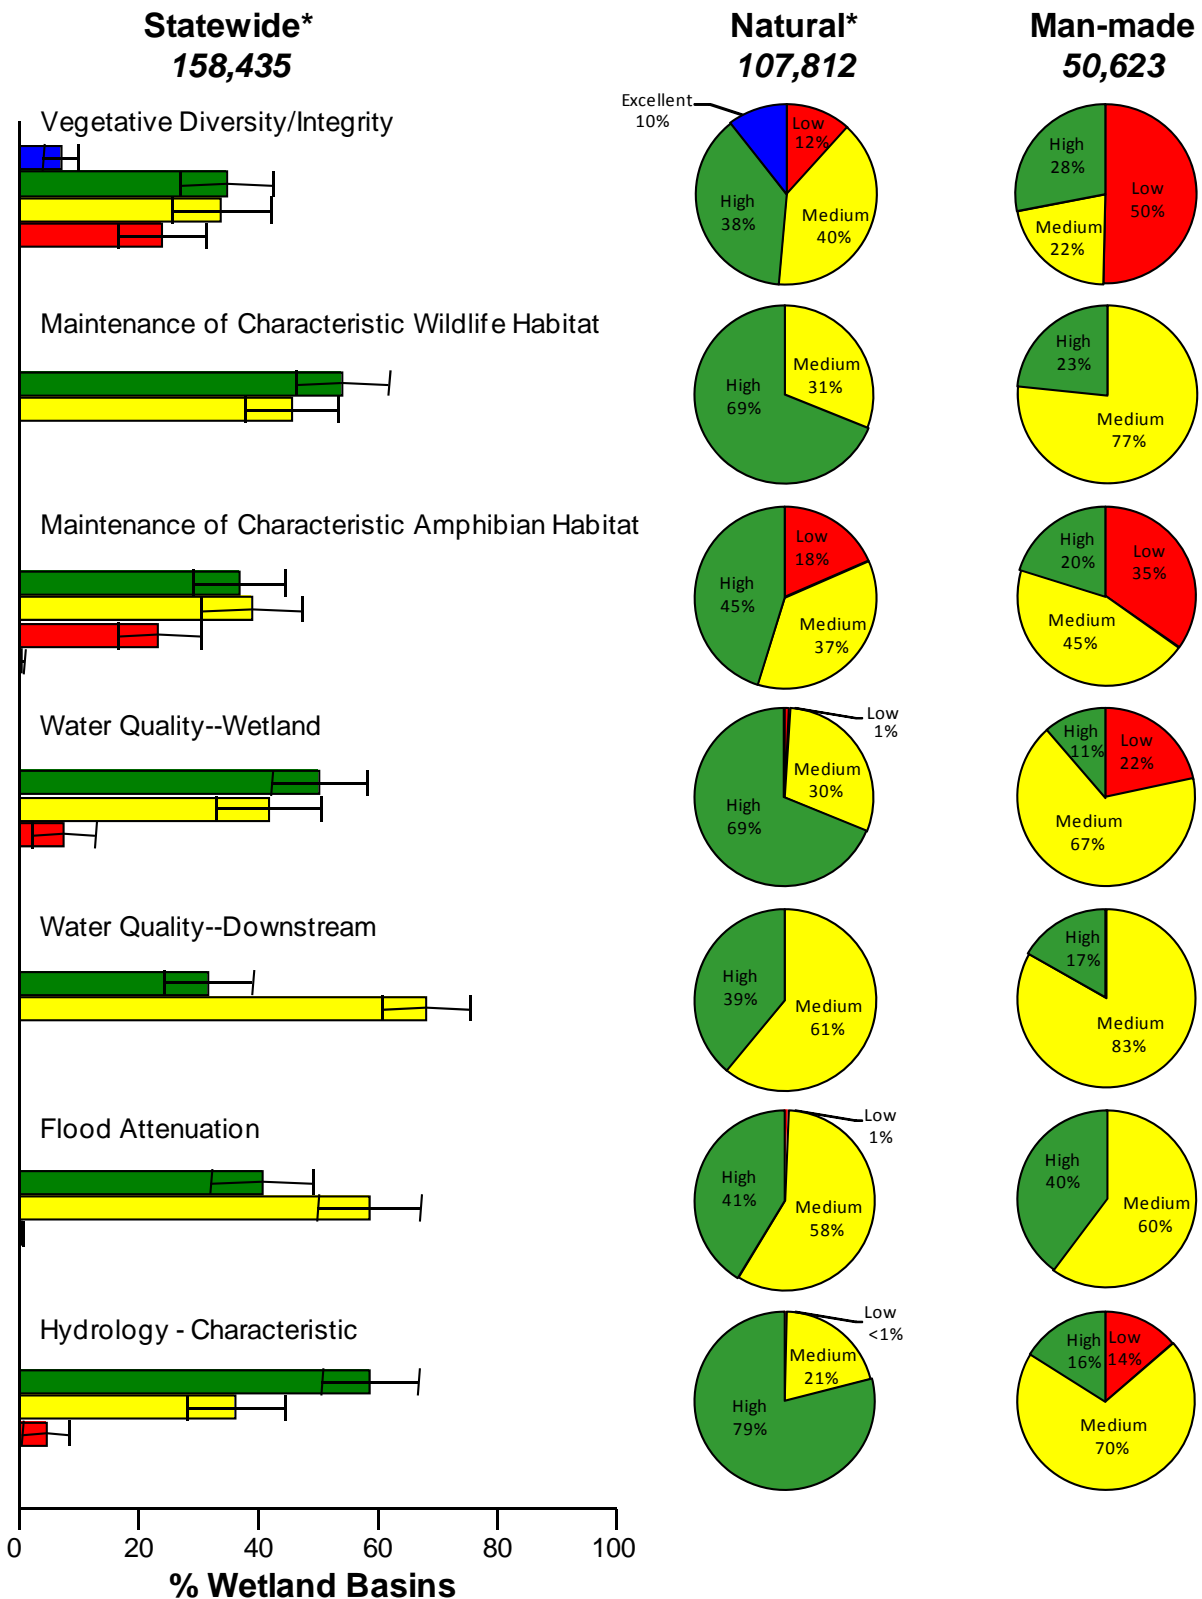 Statewide*
158,435
Natural*
107,812
Man-made
50,623
Vegetative Diversity/Integrity
Excellent
10%
Low
12%
High
38%
Medium
40%
High
28%
Low
50%
Medium
22%
Maintenance of Characteristic Wildlife Habitat
Medium
31%
High
69%
High
23%
Medium
77%
Maintenance of Characteristic Amphibian Habitat
Low
18%
High
45%
Medium
37%
High
20%
Low
35%
Medium
45%
Water Quality--Wetland
Low
1%
Medium
30%
High
69%
High
11%
Low
22%
Medium
67%
Water Quality--Downstream
High
39%
Medium
61%
High
17%
Medium
83%
Flood Attenuation
Low
1%
High
41%
Medium
58%
High
40%
Medium
60%
Hydrology - Characteristic
Low
<1%
Medium
21%
High
79%
High
16%
Low
14%
Medium
70%
0 20 40 60 80 100
% Wetland Basins